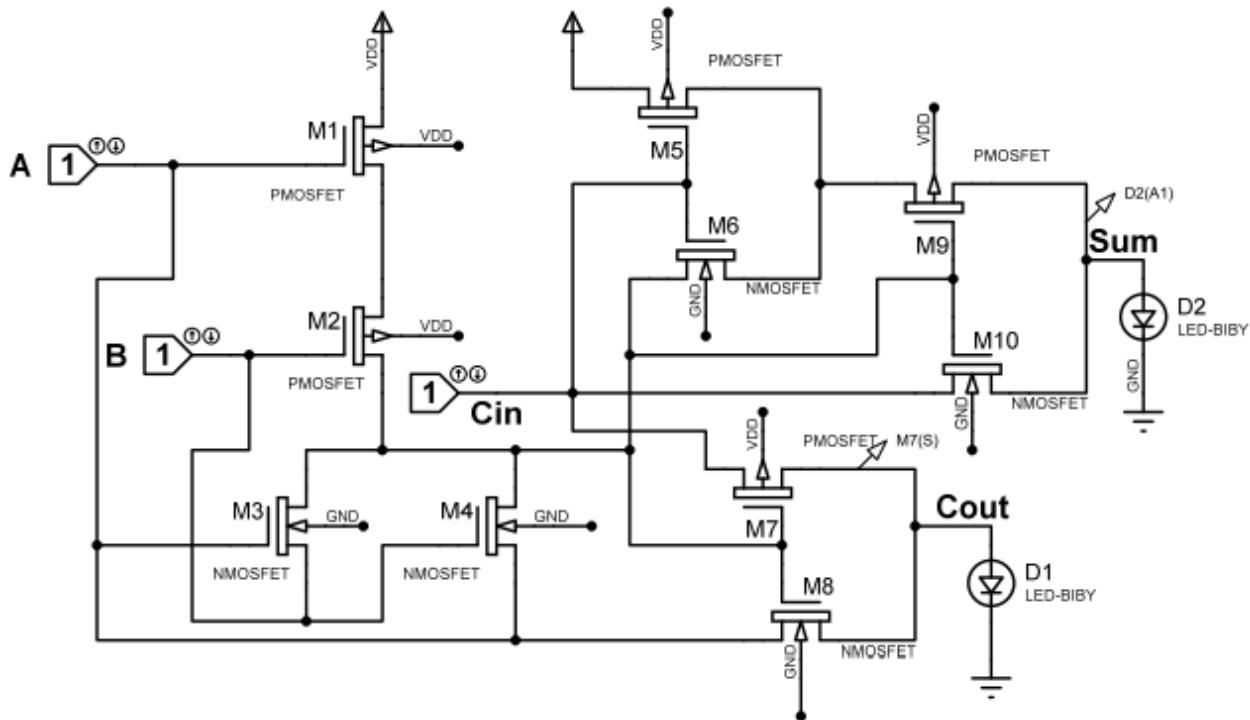 VDD
VDD
PMOSFET
M1
VDD
VDD
A
1
M5
PMOSFET
D2(A1)
PMOSFET
M6
M9
Sum
NMOSFET
GND
M2
VDD
D2
LED-BIBY
B
1
M10
PMOSFET
1
GND
Cin
GND
NMOSFET
VDD
PMOSFET
M7(S)
M3
GND
M4
GND
Cout
M7
NMOSFET
NMOSFET
D1
LED-BIBY
M8
GND
NMOSFET